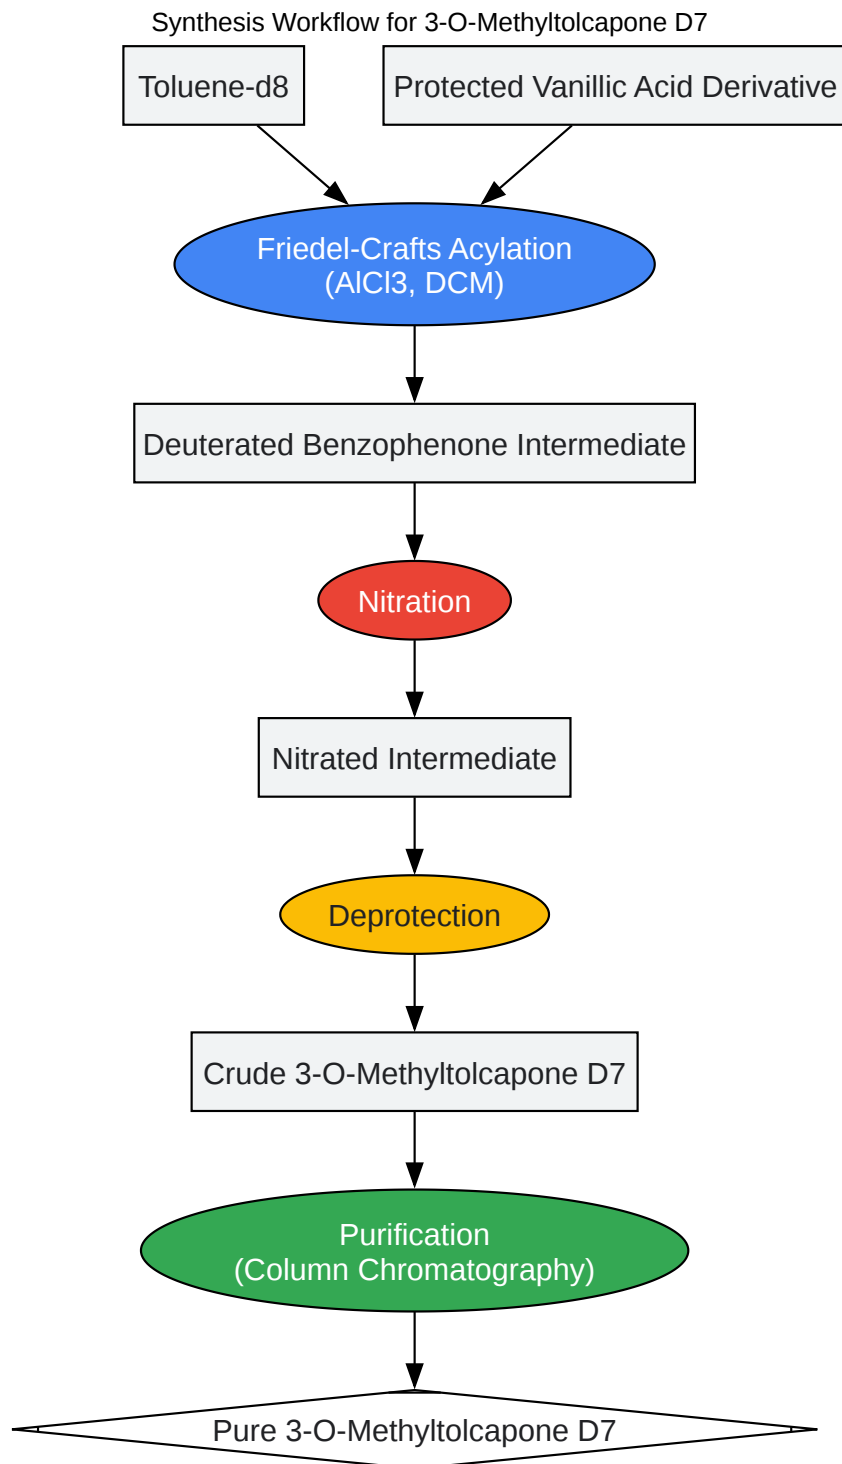 Synthesis Workflow for 3-O-Methyltolcapone D7
Toluene-d8
Protected Vanillic Acid Derivative
Friedel-Crafts Acylation
(AlCl3, DCM)
Deuterated Benzophenone Intermediate
Nitration
Nitrated Intermediate
Deprotection
Crude 3-O-Methyltolcapone D7
Purification
(Column Chromatography)
Pure 3-O-Methyltolcapone D7